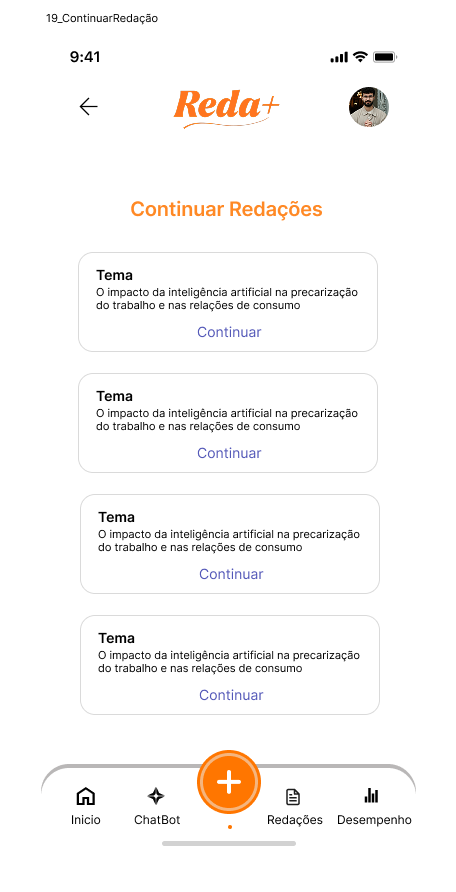 19_ContinuarRedação
9:41
Reda+
Continuar Redações
Tema
O impacto da inteligência artificial na precarização
do trabalho e nas relações de consumo
Continuar
Tema
O impacto da inteligência artificial na precarização
do trabalho e nas relações de consumo
Continuar
Tema
O impacto da inteligência artificial na precarização
do trabalho e nas relações de consumo
Continuar
Tema
O impacto da inteligência artificial na precarização
do trabalho e nas relações de consumo
Continuar
Inicio
ChatBot
Redações
Desempenho